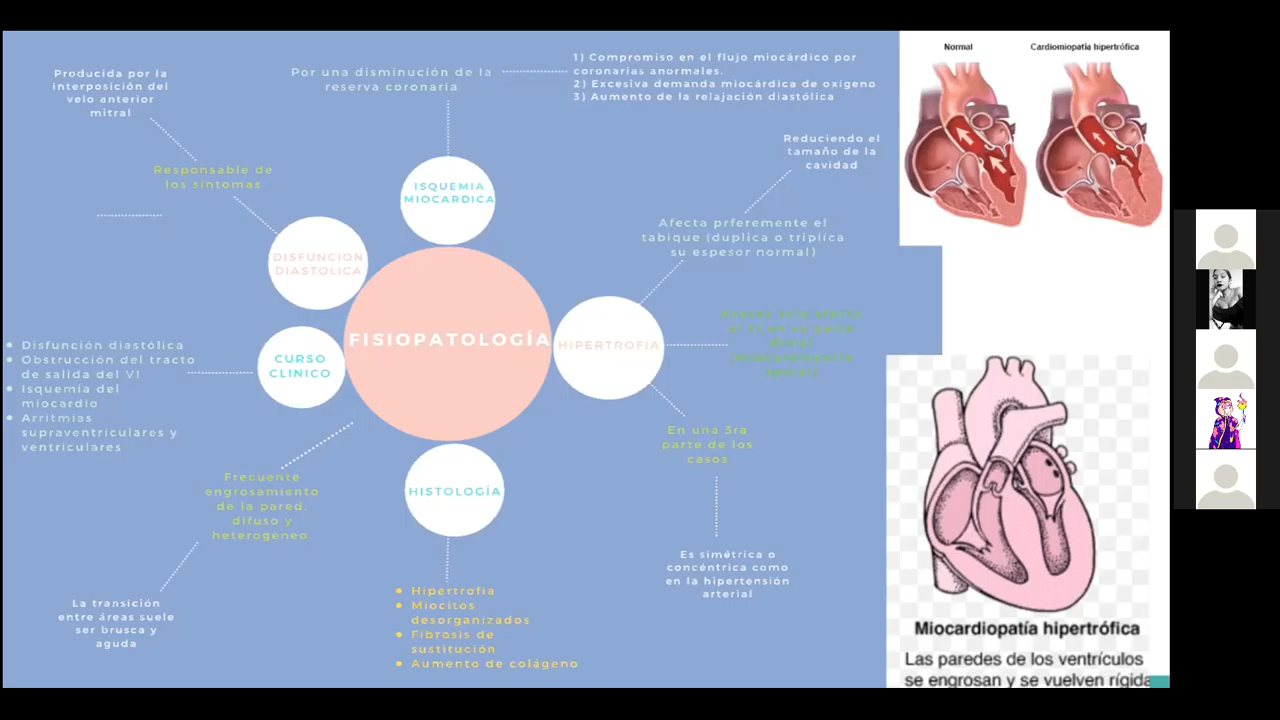 Producida por la
interposición del
velo anterior
mitral
Responsable de
los síntomas
DISFUNCION
DIASTOLICA
Por una disminución de la
reserva coronaria
1) Compromiso en el flujo miocárdico por
coronarias anormales.
2) Excesiva demanda miocárdica de oxigeno
3) Aumento de la relajación diastólica
ISQUEMIA
MIOCARDICA
Reduciendo el
tamaño de la
cavidad
Afecta prferemente el
tabique (duplica o triplica
su espesor normal)
FISIOPATOLOGÍA
HIPERTROFIA
En una 3ra
parte de los
casos
Es simétrica o
concéntrica como
en la hipertensión
arterial
CURSO
CLINICO
Disfunción diastólica
Obstrucción del tracto
de salida del VI
Isquemia del
miocardio
Arritmias
supraventriculares y
ventriculares
Frecuente
engrosamiento
de la pared,
difuso y
heterogéneo.
La transición
entre áreas suele
ser brusca y
aguda
HISTOLOGÍA
Hipertrofia
Miocitos
desorganizados
Fibrosis de
sustitución
Aumento de colágeno
Normal
Cardiomiopatía hipertrófica
Miocardiopatía hipertrófica
Las paredes de los ventrículos
se engrosan y se vuelven rígida